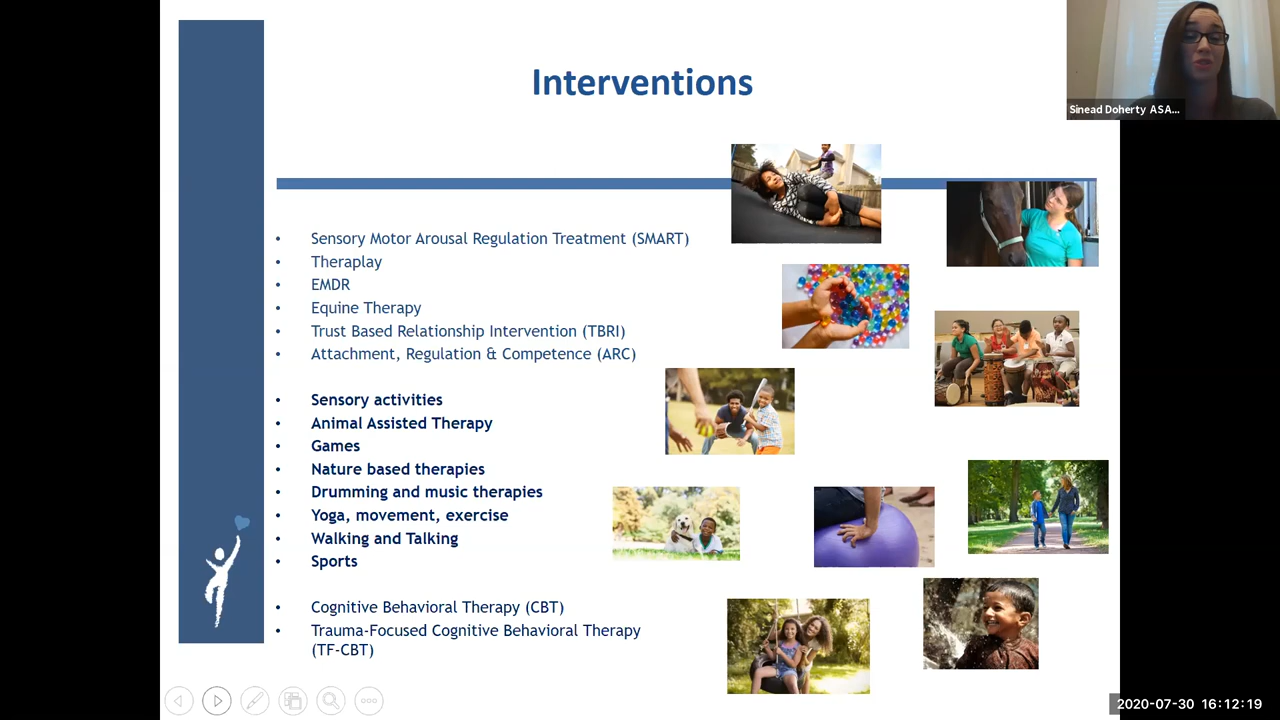 Interventions
Sinead Doherty ASA...
• Sensory Motor Arousal Regulation Treatment (SMART)
• Theraplay
• EMDR
• Equine Therapy
• Trust Based Relationship Intervention (TBRI)
• Attachment, Regulation & Competence (ARC)
• Sensory activities
• Animal Assisted Therapy
• Games
• Nature based therapies
• Drumming and music therapies
• Yoga, movement, exercise
• Walking and Talking
• Sports
• Cognitive Behavioral Therapy (CBT)
• Trauma-Focused Cognitive Behavioral Therapy
(TF-CBT)
2020-07-30 16:12:19